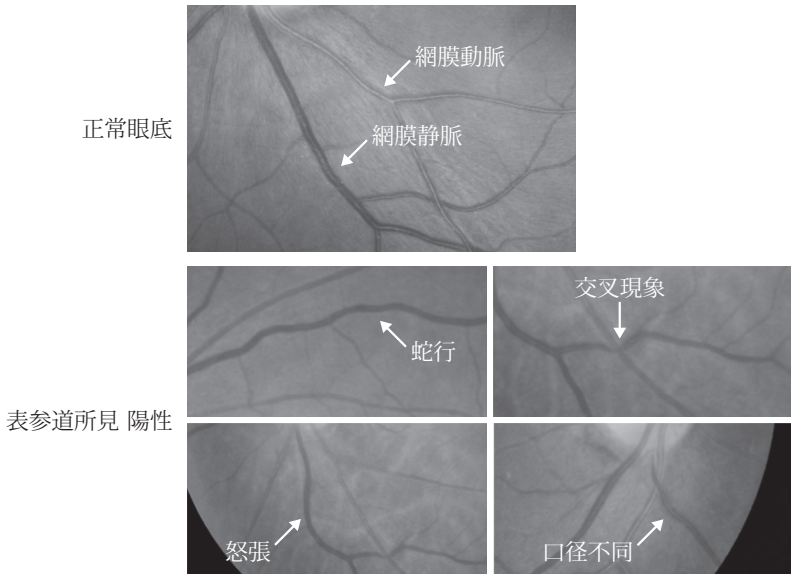 正常眼底
網膜動脈
網膜静脈
表参道所見 陽性
蛇行
交叉現象
怒張
口径不同